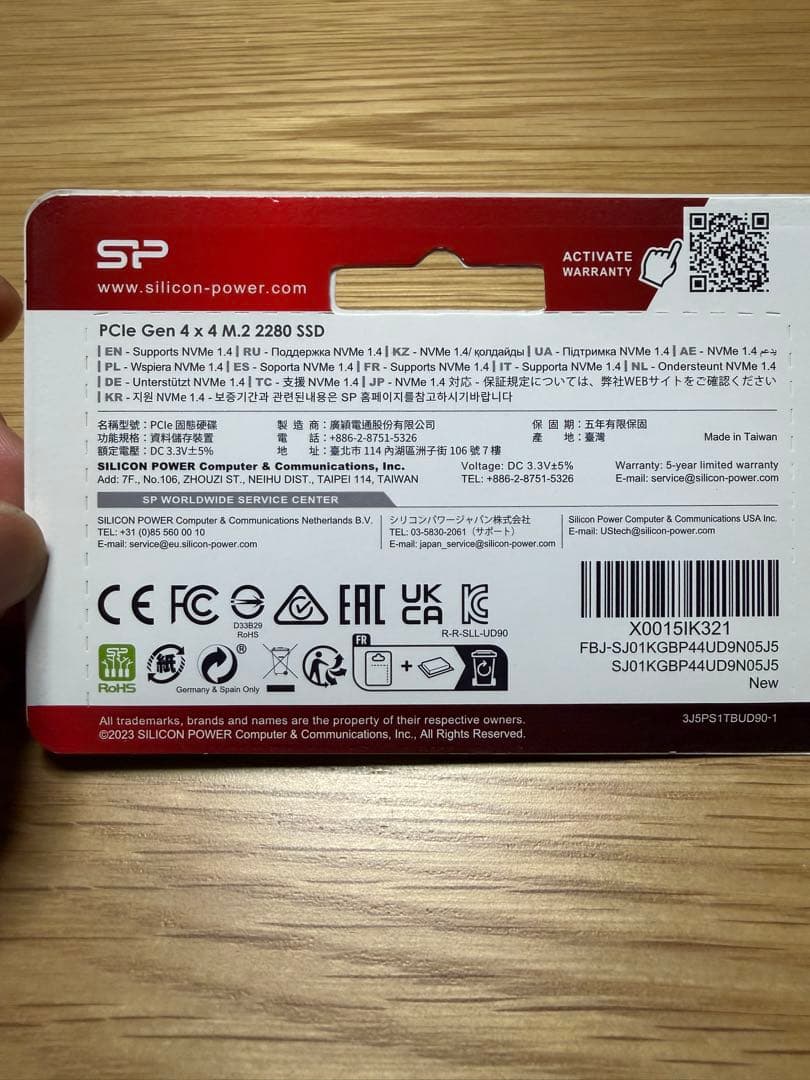 SP
www.silicon-power.com
ACTIVATE
WARRANTY
PCIe Gen 4 x 4 M.2 2280 SSD
| EN - Supports NVMe 1.4 | RU - Поддержка NVMe 1.4 | KZ - NVMe 1.4/ қолдайды | UA - Підтримка NVMe 1.4 | AE - NVMe 1.4 يدعم
| PL - Wspiera NVMe 1.4 | ES - Soporta NVMe 1.4 | FR - Supports NVMe 1.4 | IT - Supporta NVMe 1.4 | NL - Ondersteunt NVMe 1.4
| DE - Unterstützt NVMe 1.4 | TC - 支援 NVMe 1.4 | JP - NVMe 1.4 対応 - 保証規定については、弊社WEBサイトをご確認ください
| KR - 지원 NVMe 1.4 - 보증기간과 관련된내용은 SP 홈페이지를참고하시기바랍니다
名稱型號：PCIe 固態硬碟 製造商：廣穎電通股份有限公司 保固期：五年有限保固
功能規格：資料儲存裝置 電話：+886-2-8751-5326 產地：臺灣 Made in Taiwan
額定電壓：DC 3.3V±5% 地址：臺北市 114 內湖區洲子街 106 號 7 樓
SILICON POWER Computer & Communications, Inc. Voltage: DC 3.3V±5% Warranty: 5-year limited warranty
Add: 7F., No.106, ZHOUZI ST., NEIHU DIST., TAIPEI 114, TAIWAN TEL: +886-2-8751-5326 E-mail: service@silicon-power.com
SP WORLDWIDE SERVICE CENTER
SILICON POWER Computer & Communications Netherlands B.V.
TEL: +31 (0)85 560 00 10
E-mail: service@eu.silicon-power.com
シリコンパワージャパン株式会社
TEL: 03-5830-2061（サポート）
E-mail: japan_service@silicon-power.com
Silicon Power Computer & Communications USA Inc.
E-mail: UStech@silicon-power.com
CE FC EAC UK CA KC
D33B29
RoHS
R-R-SLL-UD90
X0015IK321
FBJ-SJ01KGBP44UD9N05J5
SJ01KGBP44UD9N05J5
New
SP
RoHS
紙
®
Germany & Spain Only
FR
+
All trademarks, brands and names are the property of their respective owners.
©2023 SILICON POWER Computer & Communications, Inc., All Rights Reserved.
3J5PS1TBUD90-1